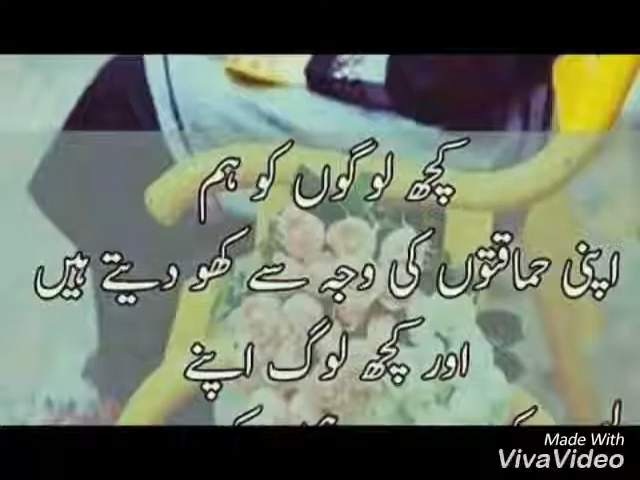 کچھ لوگوں کو ہم
اپنی حماقتوں کی وجہ سے کھو دیتے ہیں
اور کچھ لوگ اپنے
Made With
VivaVideo